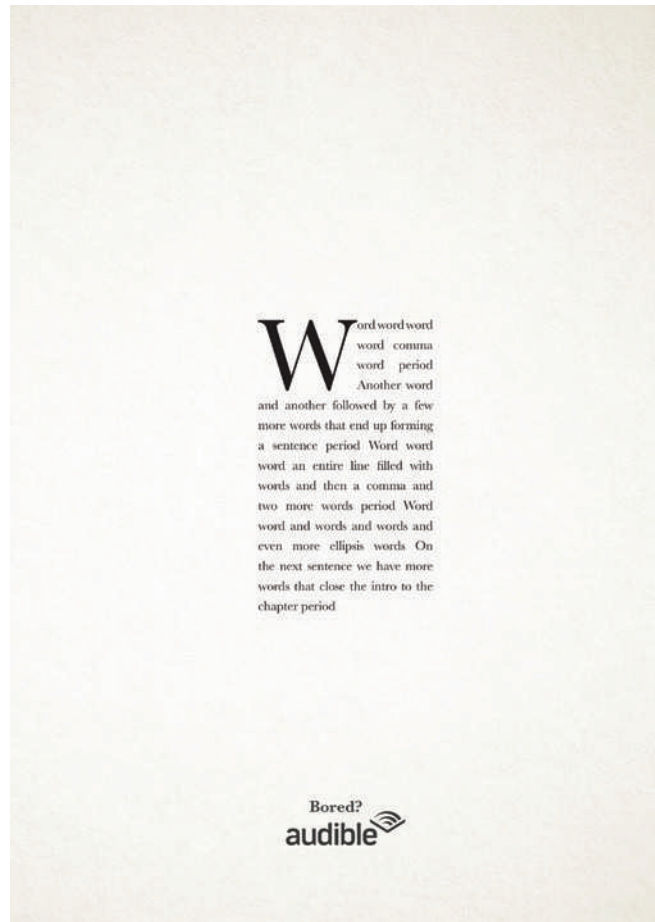 Word word word
word comma
word period
Another word
and another followed by a few
more words that end up forming
a sentence period Word word
word an entire line filled with
words and then a comma and
two more words period Word
word and words and words and
even more ellipsis words On
the next sentence we have more
words that close the intro to the
chapter period
Bored?
audible